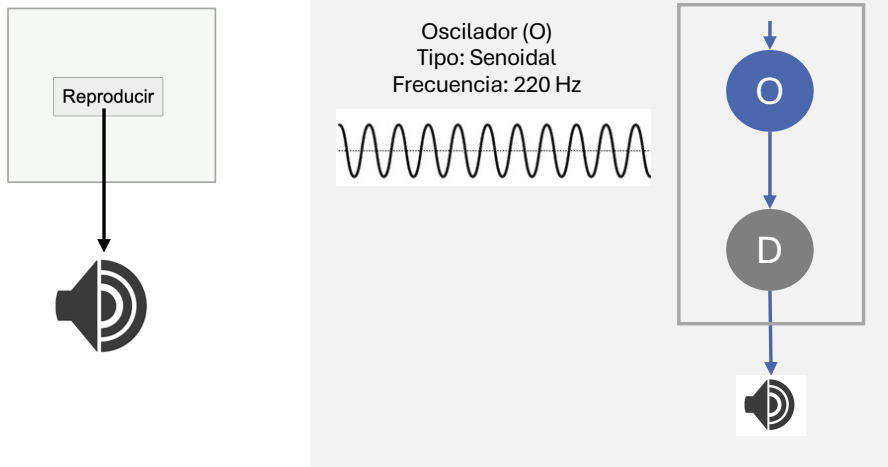 Reproducir
Oscilador (O)
Tipo: Senoidal
Frecuencia: 220 Hz
O
D